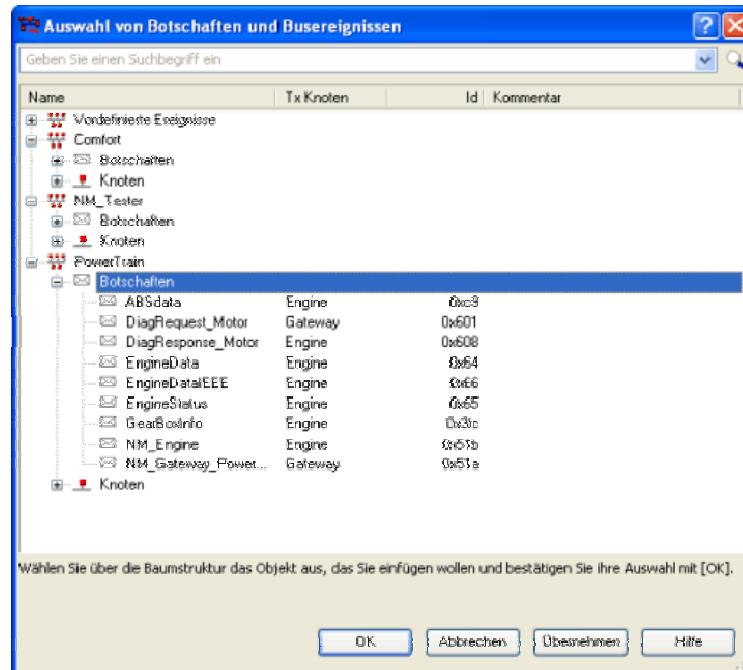 Auswahl von Botschaften und Busereignissen
Geben Sie einen Suchbegriff ein
Name Tx Knoten Id Kommentar
Vordefinierte Ereignisse
Comfort
Botschaften
Knoten
NM_Tester
Botschaften
Knoten
PowerTrain
Botschaften
ABSdata Engine 0xc9
DiagRequest_Motor Gateway 0x601
DiagResponse_Motor Engine 0x608
EngineData Engine 0x64
EngineDataIEEE Engine 0x66
EngineStatus Engine 0x65
GearBoxInfo Engine 0x3fc
NM_Engine Engine 0x51b
NM_Gateway_Power... Gateway 0x51a
Knoten
Wählen Sie über die Baumstruktur das Objekt aus, das Sie einfügen wollen und bestätigen Sie ihre Auswahl mit [OK].
OK Abbrechen Übernehmen Hilfe